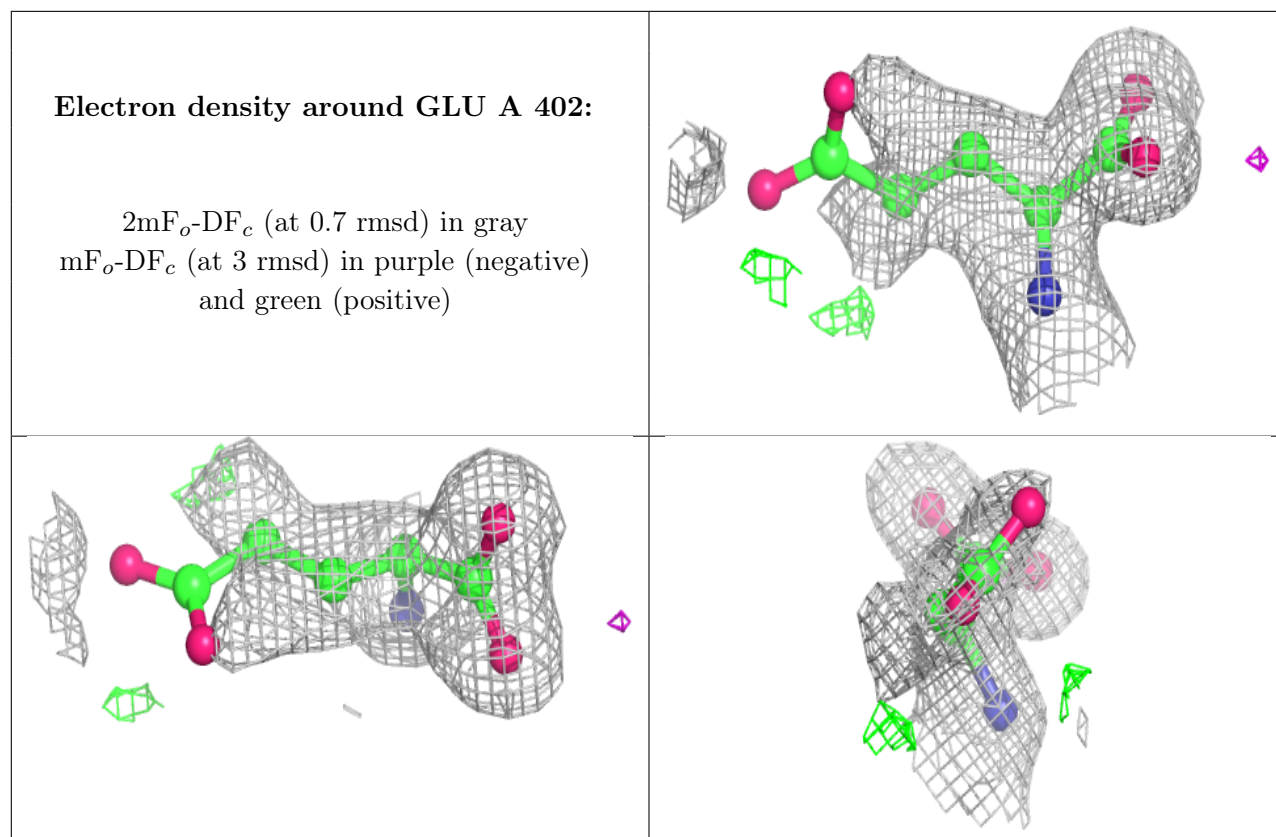 Electron density around GLU A 402:
2mFo-DFc (at 0.7 rmsd) in gray
mFo-DFc (at 3 rmsd) in purple (negative)
and green (positive)